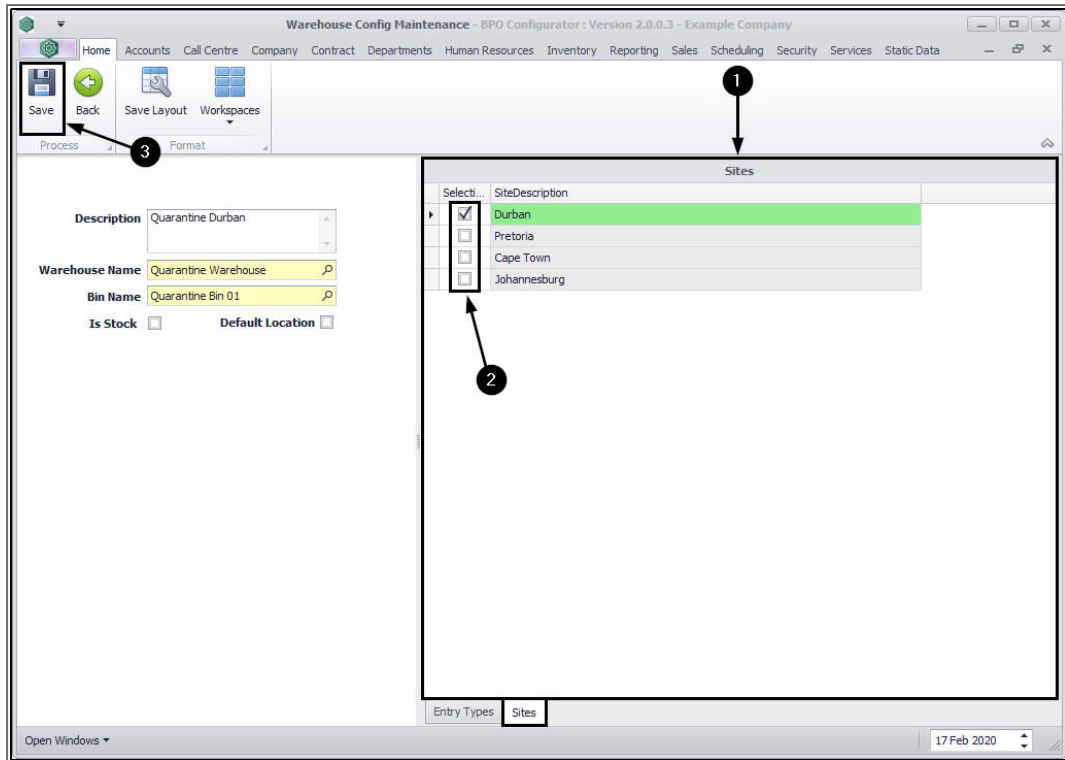 Warehouse Config Maintenance - BPO Configurator : Version 2.0.0.3 - Example Company
Home Accounts Call Centre Company Contract Departments Human Resources Inventory Reporting Sales Scheduling Security Services Static Data
1
Save Back Save Layout Workspaces
Process Format
3
Sites
Selecti... SiteDescription
Description Quarantine Durban
Durban
Pretoria
Cape Town
Warehouse Name Quarantine Warehouse
Johannesburg
Bin Name Quarantine Bin 01
Is Stock Default Location
2
Entry Types Sites
Open Windows 17 Feb 2020